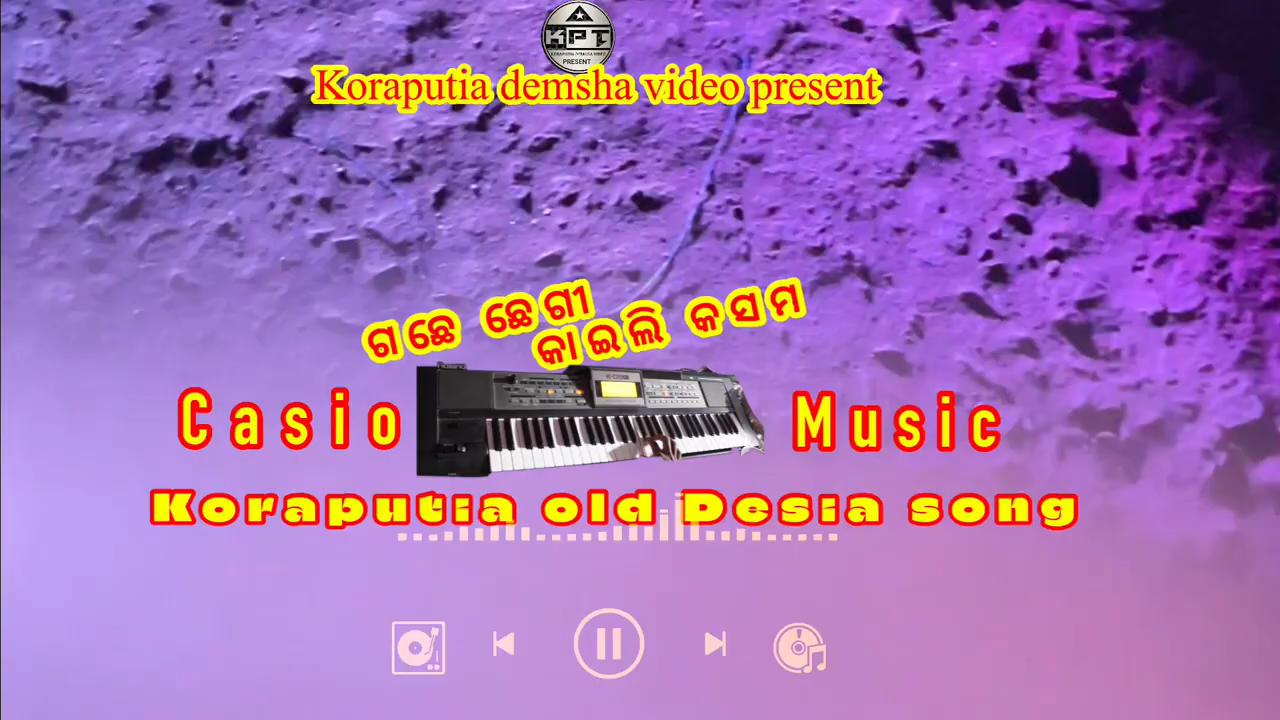 KPT
PRESENT
Koraputia demsha video present
ଗଛେ ଛେଗୀ
କାଇଲି କସମ
Casio Music
Koraputia old Desia song